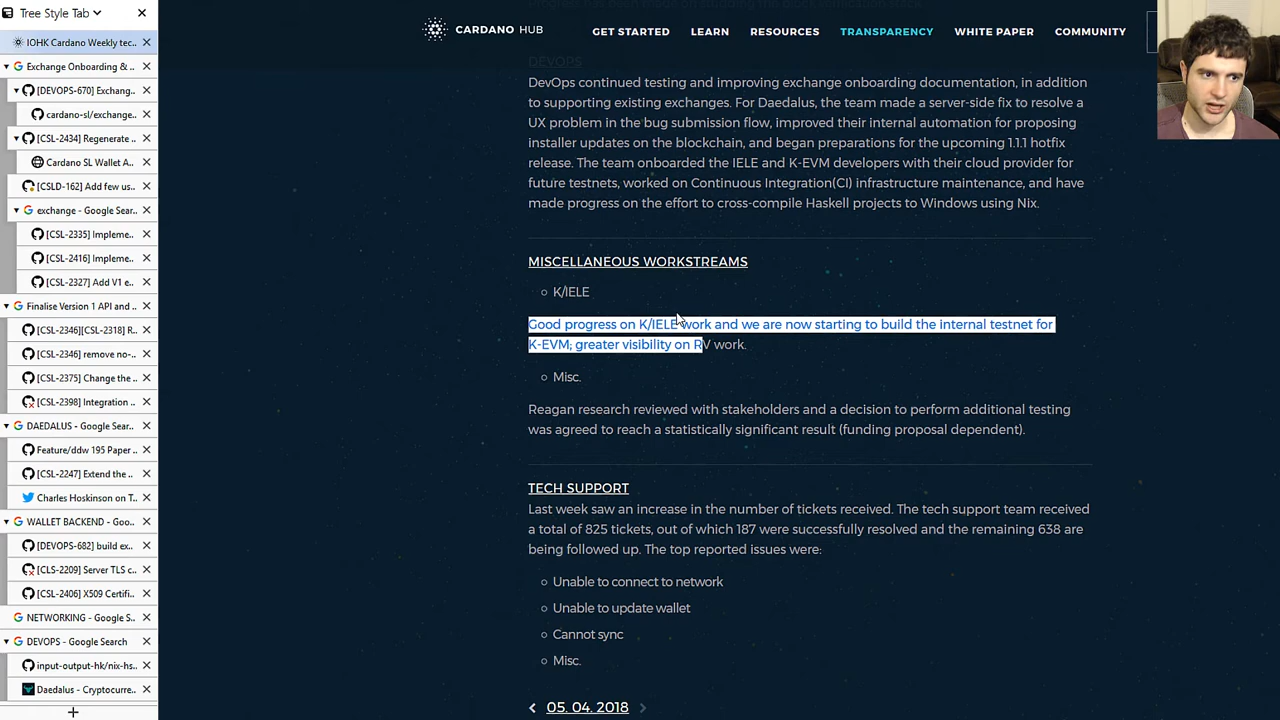 Tree Style Tab
IOHK Cardano Weekly tec..
Exchange Onboarding & ..
[DEVOPS-670] Exchang..
cardano-sl/exchange..
[CSL-2434] Regenerate ..
Cardano SL Wallet A..
[CSLD-162] Add few us..
exchange - Google Sear..
[CSL-2335] Impleme..
[CSL-2416] Impleme..
[CSL-2327] Add V1 e..
Finalise Version 1 API and ..
[CSL-2346][CSL-2318] R..
[CSL-2346] remove no-..
[CSL-2375] Change the ..
[CSL-2398] Integration ..
DAEDALUS - Google Sear..
Feature/ddw 195 Paper ..
[CSL-2247] Extend the ..
Charles Hoskinson on T..
WALLET BACKEND - Goo..
[DEVOPS-682] build ex..
[CLS-2209] Server TLS c..
[CSL-2406] X509 Certifi..
NETWORKING - Google S..
DEVOPS - Google Search
input-output-hk/nix-hs..
Daedalus - Cryptocurre..
CARDANO HUB
GET STARTED LEARN RESOURCES TRANSPARENCY WHITE PAPER COMMUNITY
DEVOPS
DevOps continued testing and improving exchange onboarding documentation, in addition
to supporting existing exchanges. For Daedalus, the team made a server-side fix to resolve a
UX problem in the bug submission flow, improved their internal automation for proposing
installer updates on the blockchain, and began preparations for the upcoming 1.1.1 hotfix
release. The team onboarded the IELE and K-EVM developers with their cloud provider for
future testnets, worked on Continuous Integration(CI) infrastructure maintenance, and have
made progress on the effort to cross-compile Haskell projects to Windows using Nix.
MISCELLANEOUS WORKSTREAMS
K/IELE
Good progress on K/IELE work and we are now starting to build the internal testnet for
K-EVM; greater visibility on RV work.
Misc.
Reagan research reviewed with stakeholders and a decision to perform additional testing
was agreed to reach a statistically significant result (funding proposal dependent).
TECH SUPPORT
Last week saw an increase in the number of tickets received. The tech support team received
a total of 825 tickets, out of which 187 were successfully resolved and the remaining 638 are
being followed up. The top reported issues were:
Unable to connect to network
Unable to update wallet
Cannot sync
Misc.
05. 04. 2018